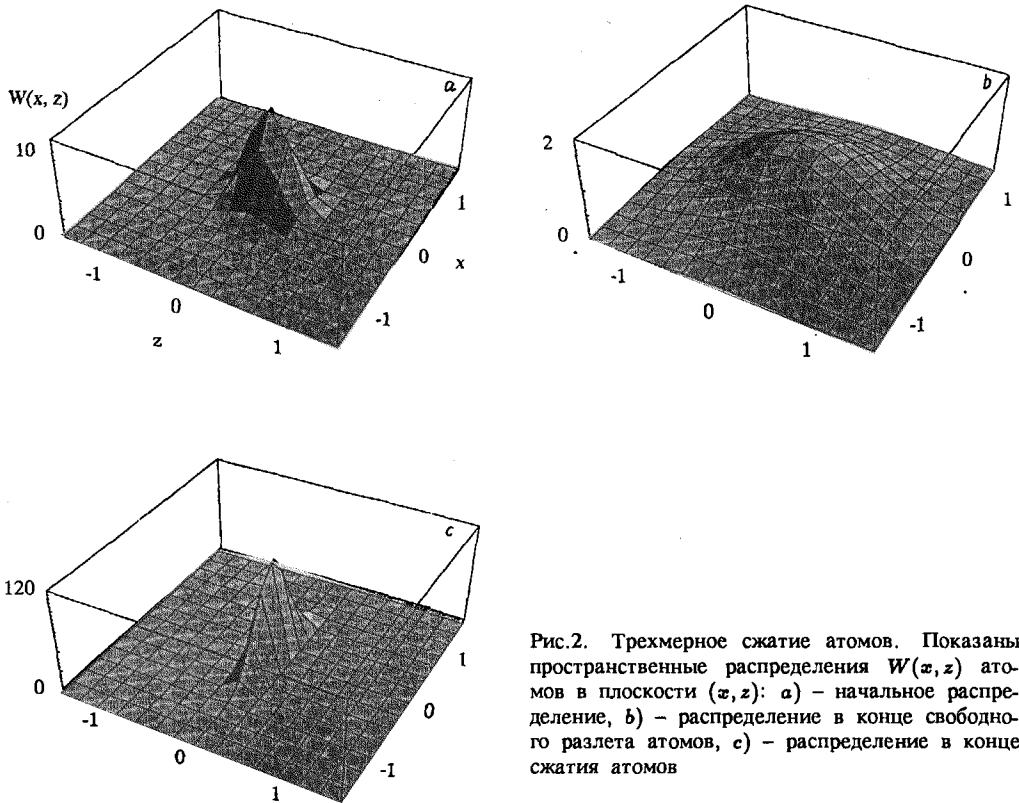 a
W(x, z)
10
0
-1
0
1
z
1
0
x
-1
b
2
0
-1
0
1
1
0
-1
c
120
0
-1
0
1
1
0
-1
Рис.2. Трехмерное сжатие атомов. Показаны
пространственные распределения W(x, z) ато-
мов в плоскости (x, z): a) – начальное распре-
деление, b) – распределение в конце свободно-
го разлета атомов, c) – распределение в конце
сжатия атомов